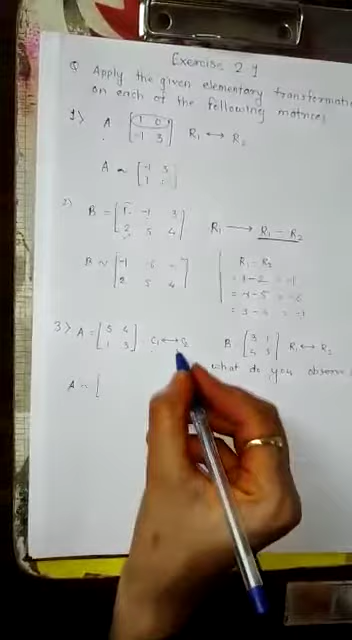 Exercise 2.1
Q Apply the given elementary transformatio
on each of the following matrices
1) A [1 0 R₁ ↔ R₂
-1 3]
A ~ [-1 3
1 0]
2) B = [1 -1 3 R₁ → R₁ - R₂
2 5 4]
R₁ - R₂
B ~ [-1 -6 -1 = 1-2 = -1
2 5 4] = -1-5 = -6
= 3-4 = -1
3) A = [5 4 C₁ ↔ C₂ B [3 1 R₁ ↔ R₂
1 3] 4 5]
what do you observe
A ~ [